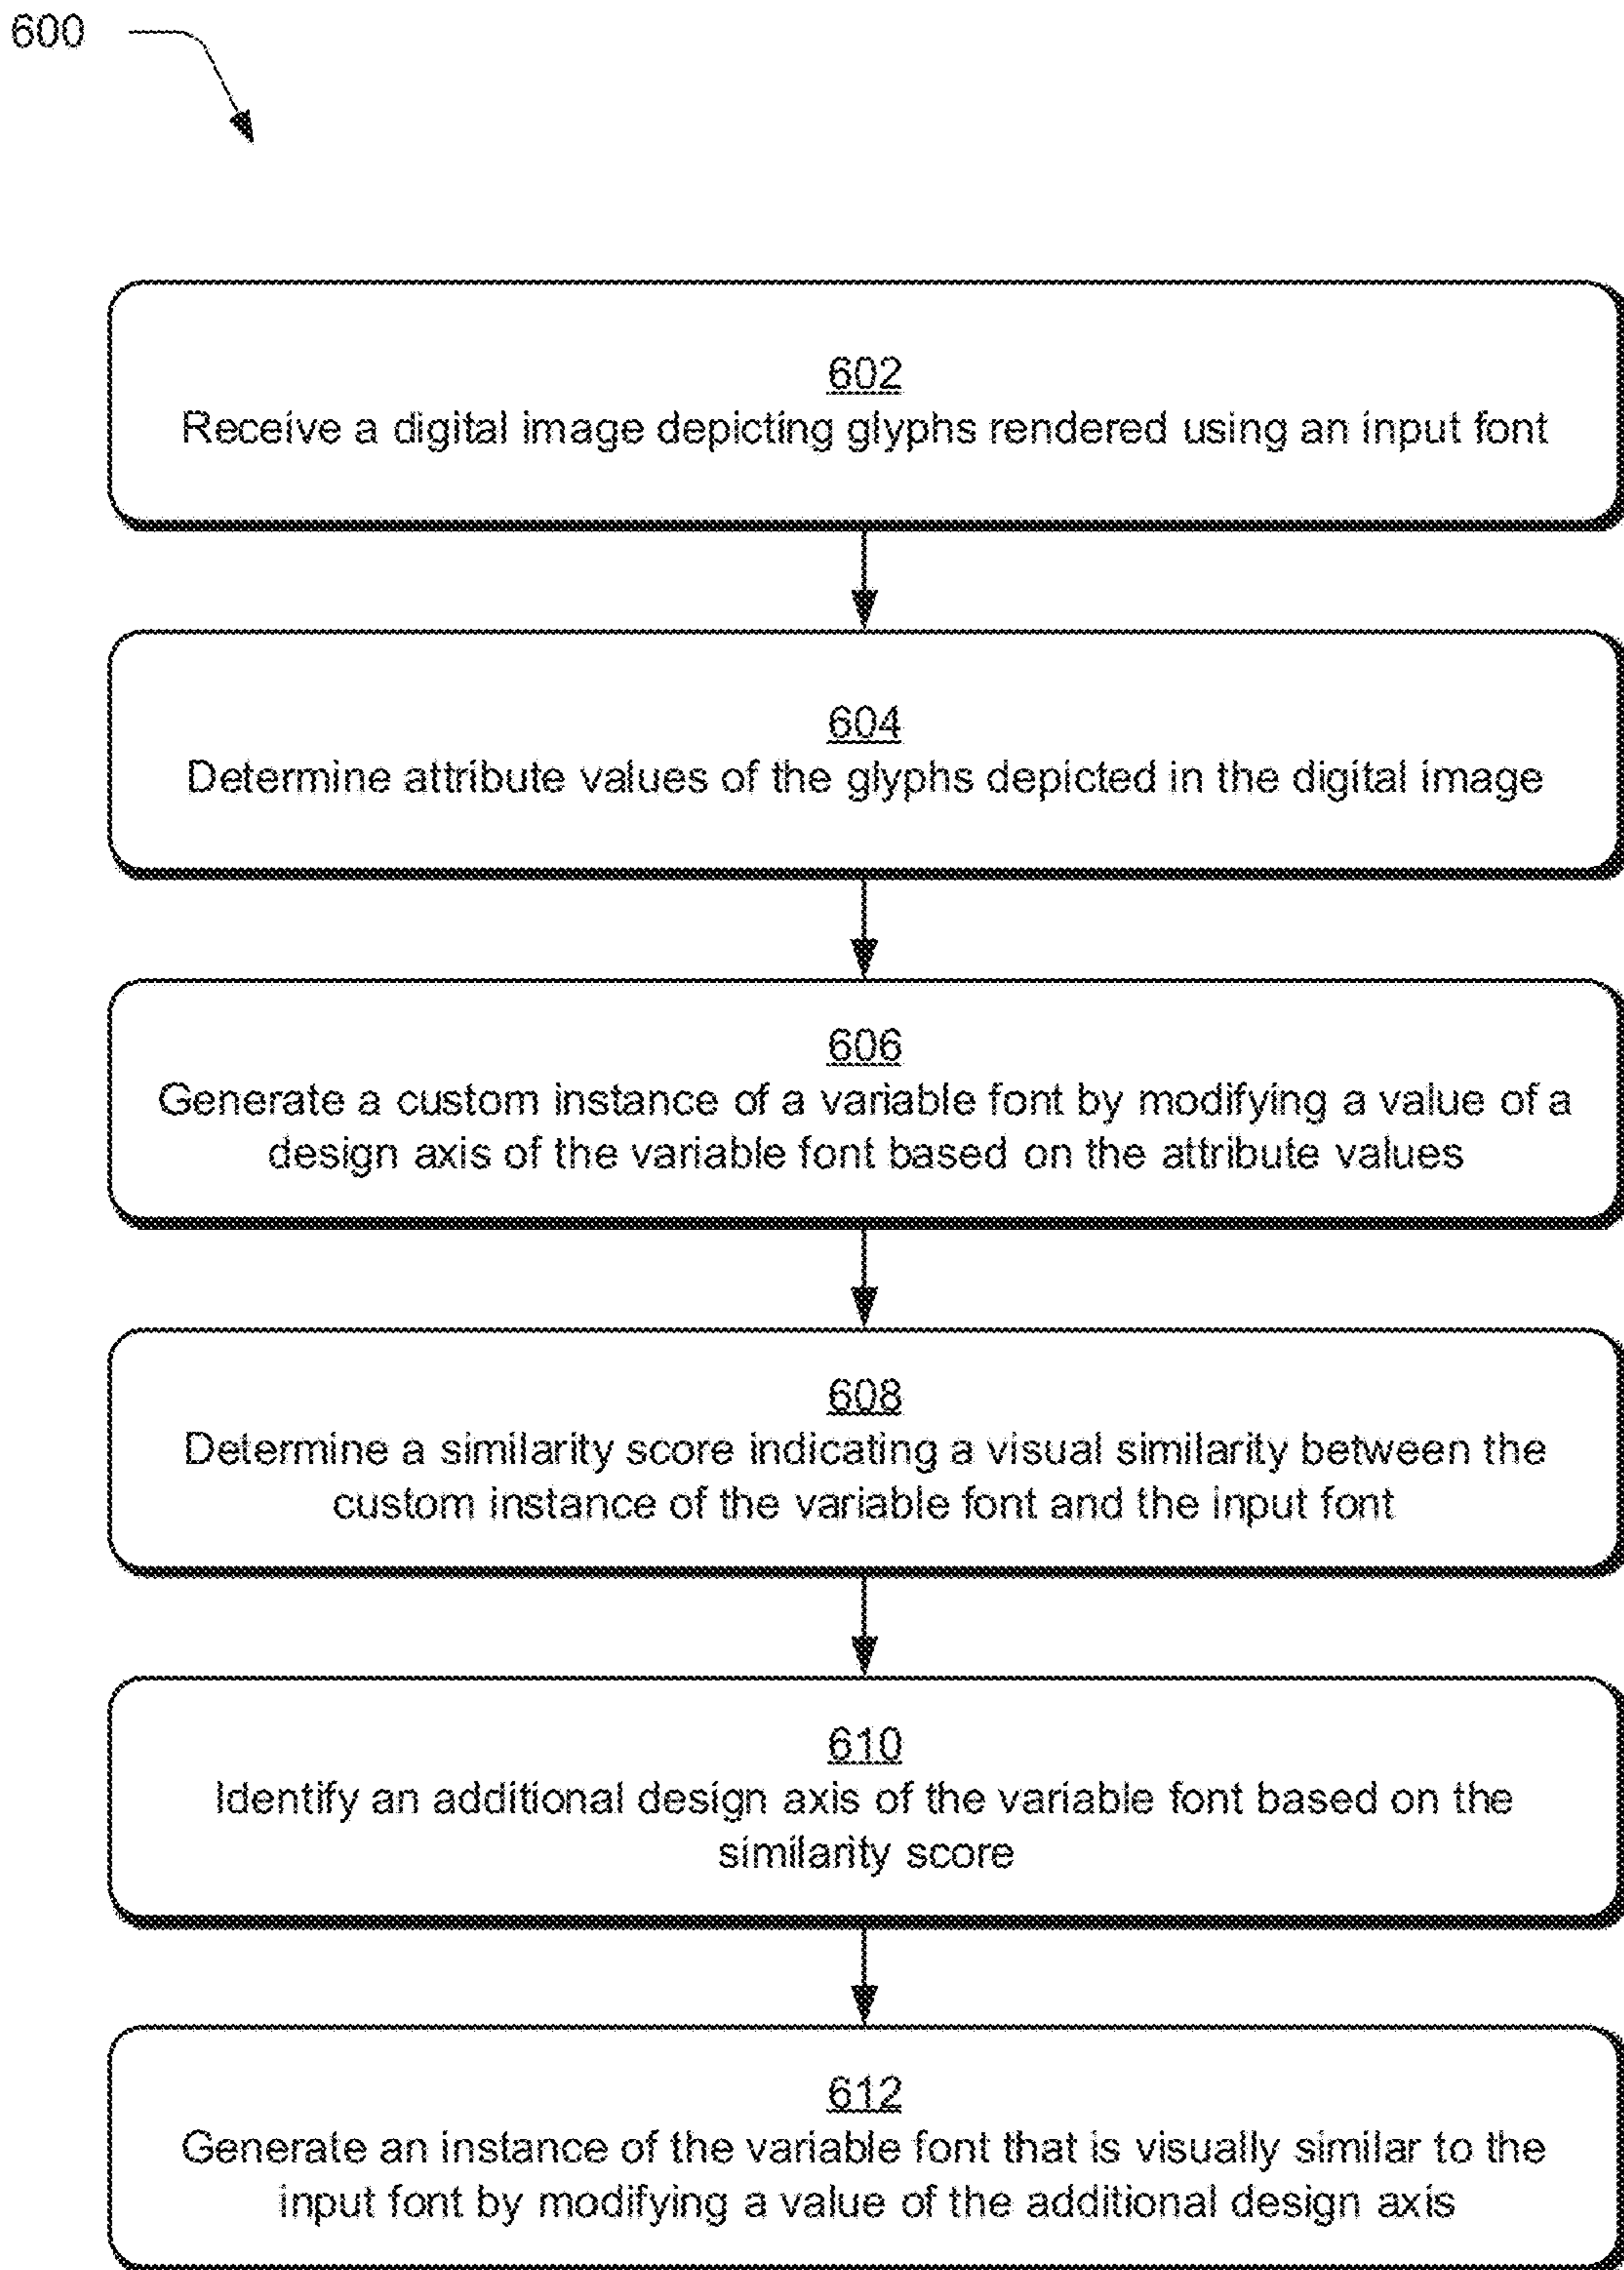 600
602
Receive a digital image depicting glyphs rendered using an input font
604
Determine attribute values of the glyphs depicted in the digital image
606
Generate a custom instance of a variable font by modifying a value of a
design axis of the variable font based on the attribute values
608
Determine a similarity score indicating a visual similarity between the
custom instance of the variable font and the input font
610
Identify an additional design axis of the variable font based on the
similarity score
612
Generate an instance of the variable font that is visually similar to the
input font by modifying a value of the additional design axis